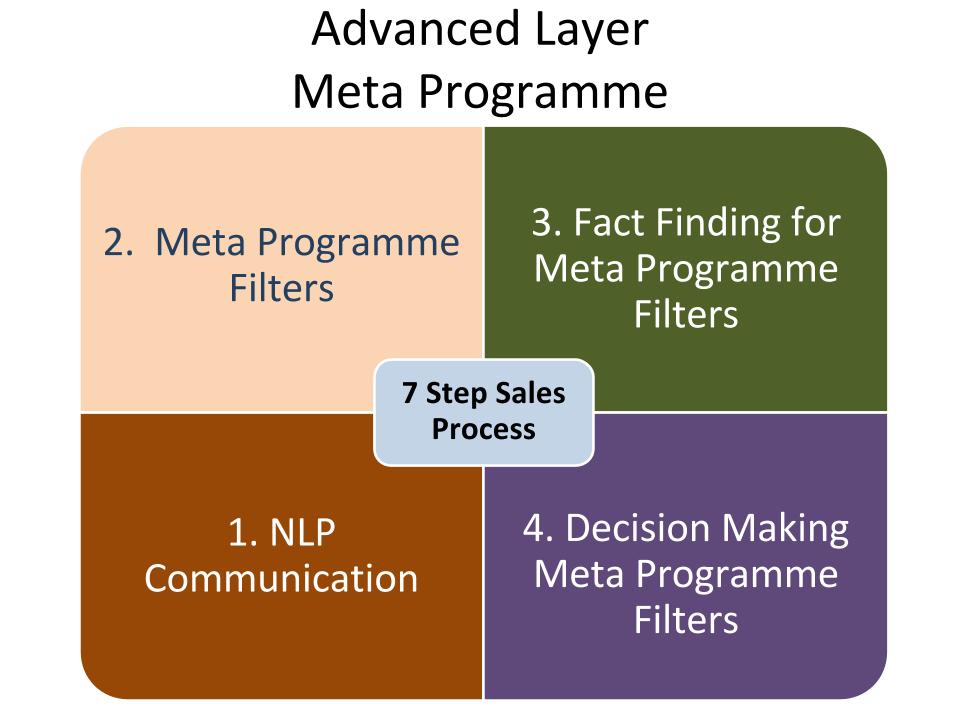 Advanced Layer
Meta Programme
2.  Meta Programme
Filters
3. Fact Finding for
Meta Programme
Filters
7 Step Sales
Process
1. NLP
Communication
4. Decision Making
Meta Programme
Filters